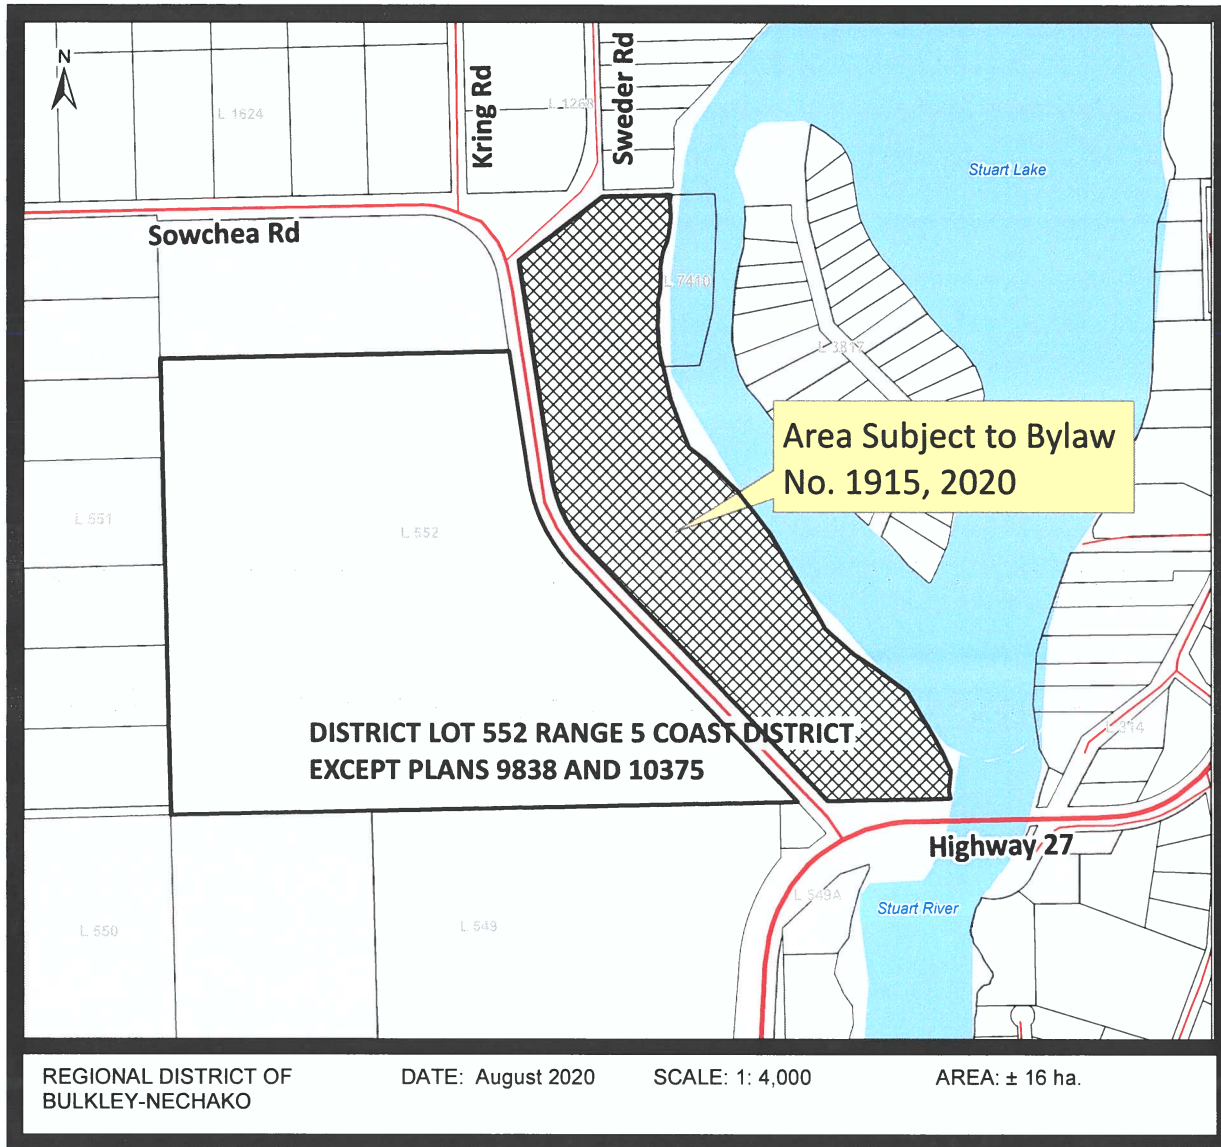 N
Kring Rd
Sweder Rd
L 1624
L 1268
Stuart Lake
Sowchea Rd
L 7410
L 3817
Area Subject to Bylaw
No. 1915, 2020
L 551
L 552
DISTRICT LOT 552 RANGE 5 COAST DISTRICT
EXCEPT PLANS 9838 AND 10375
L 314
Highway 27
L 549A
Stuart River
L 550
L 549
REGIONAL DISTRICT OF
BULKLEY-NECHAKO
DATE: August 2020
SCALE: 1: 4,000
AREA: ± 16 ha.